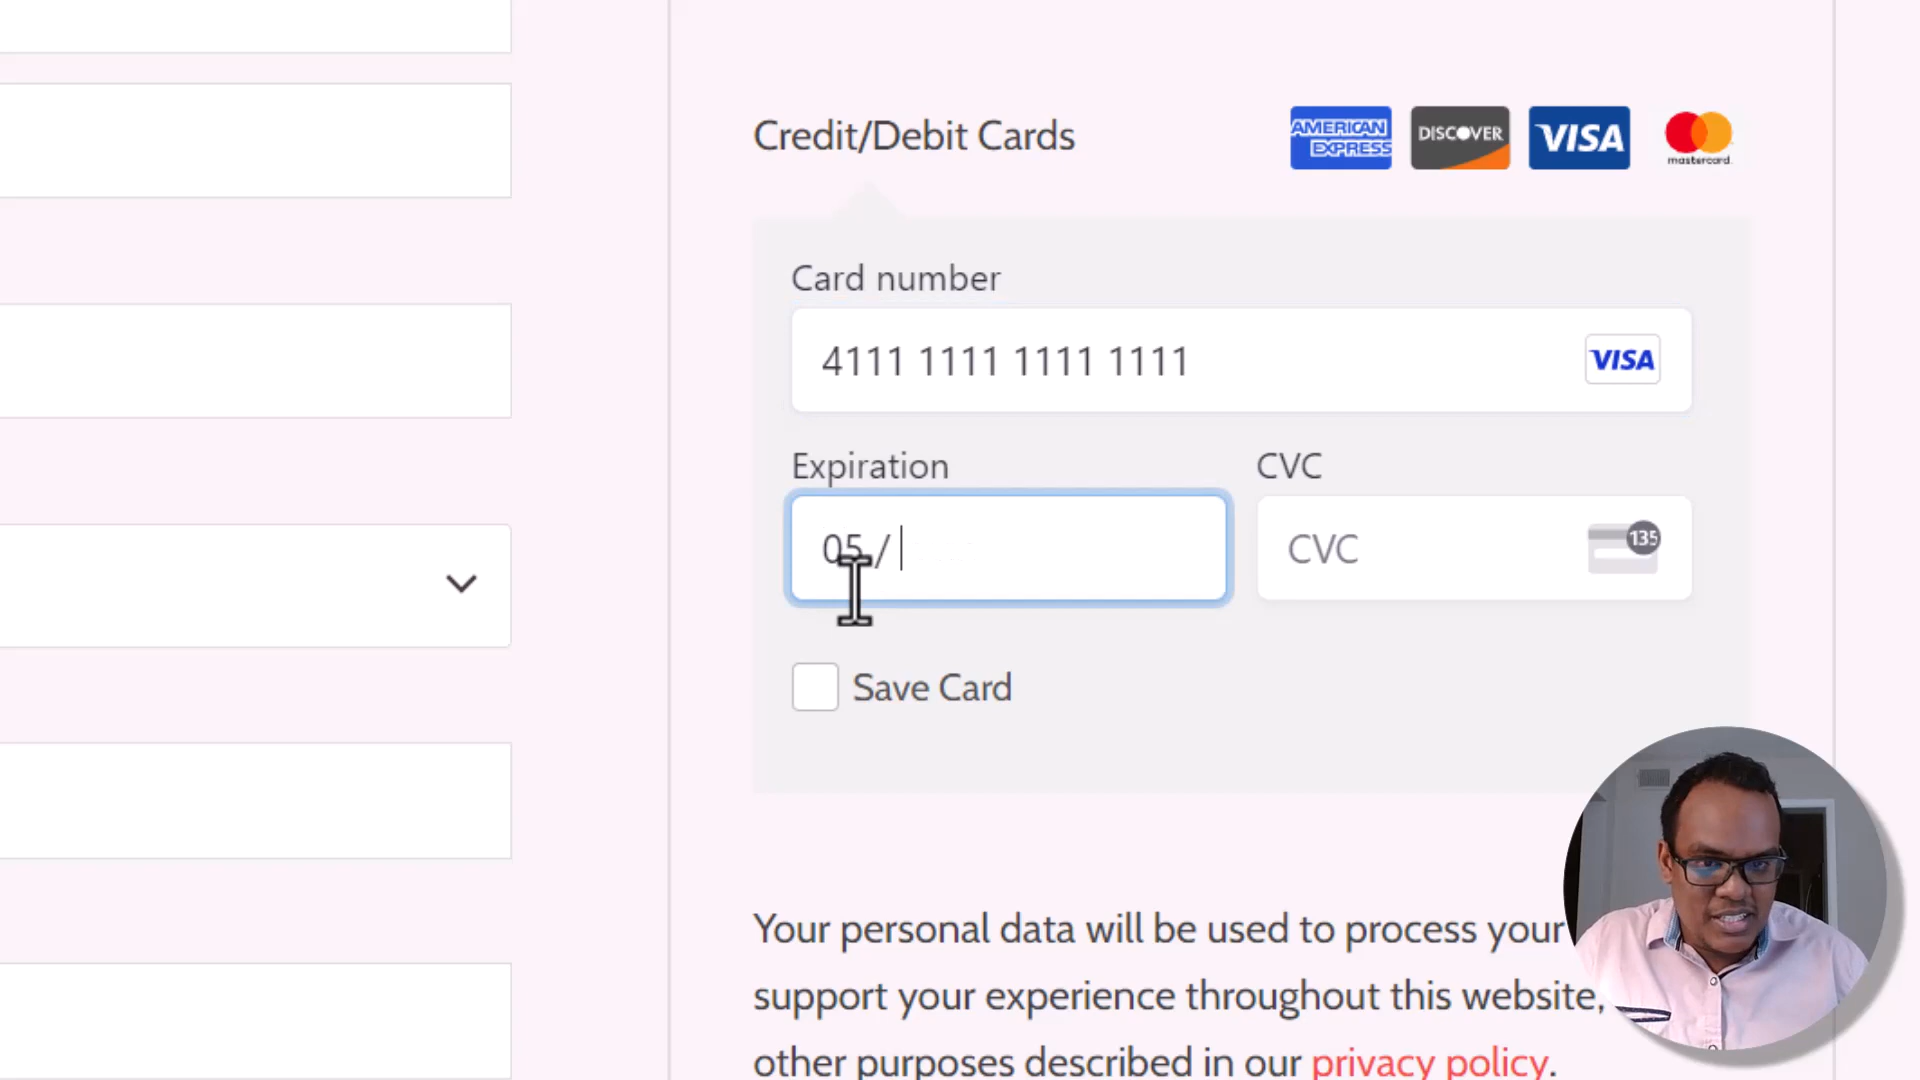 Credit/Debit Cards
AMERICAN EXPRESS
DISCOVER
VISA
mastercard.
Card number
4111 1111 1111 1111
VISA
Expiration
CVC
05 /
CVC
135
Save Card
Your personal data will be used to process your
support your experience throughout this website,
other purposes described in our privacy policy.